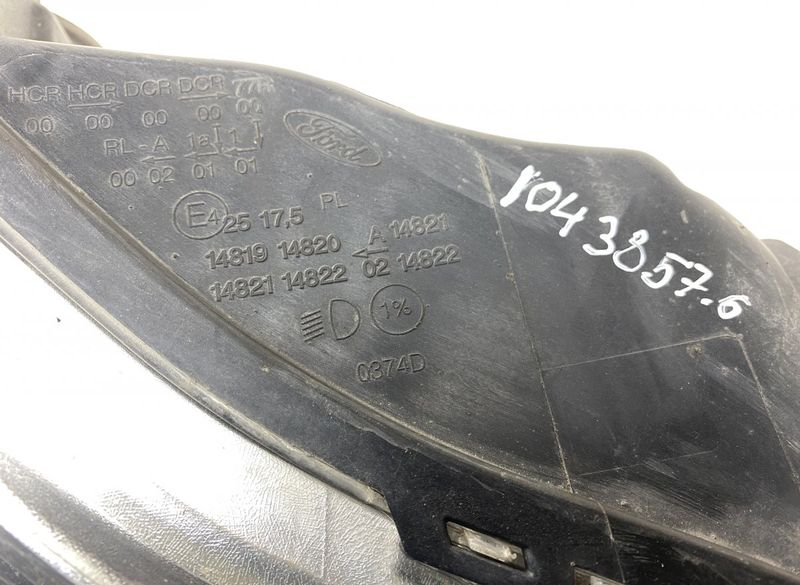 HCR HCR DCR DCR 77R
00 00 00 00 00
Ford
RL-A 1a 1
00 02 01 01
E4 25 17,5 PL
14819 14820 A 14821
14821 14822 02 14822
1%
0374D
1043857.6